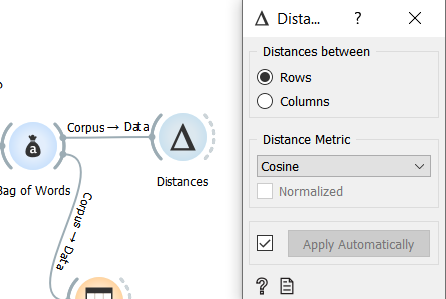 Dista...
?
Distances between
Rows
Columns
Corpus → Data
a
Bag of Words
Distances
Distance Metric
Cosine
Normalized
Corpus → Data
Apply Automatically
?